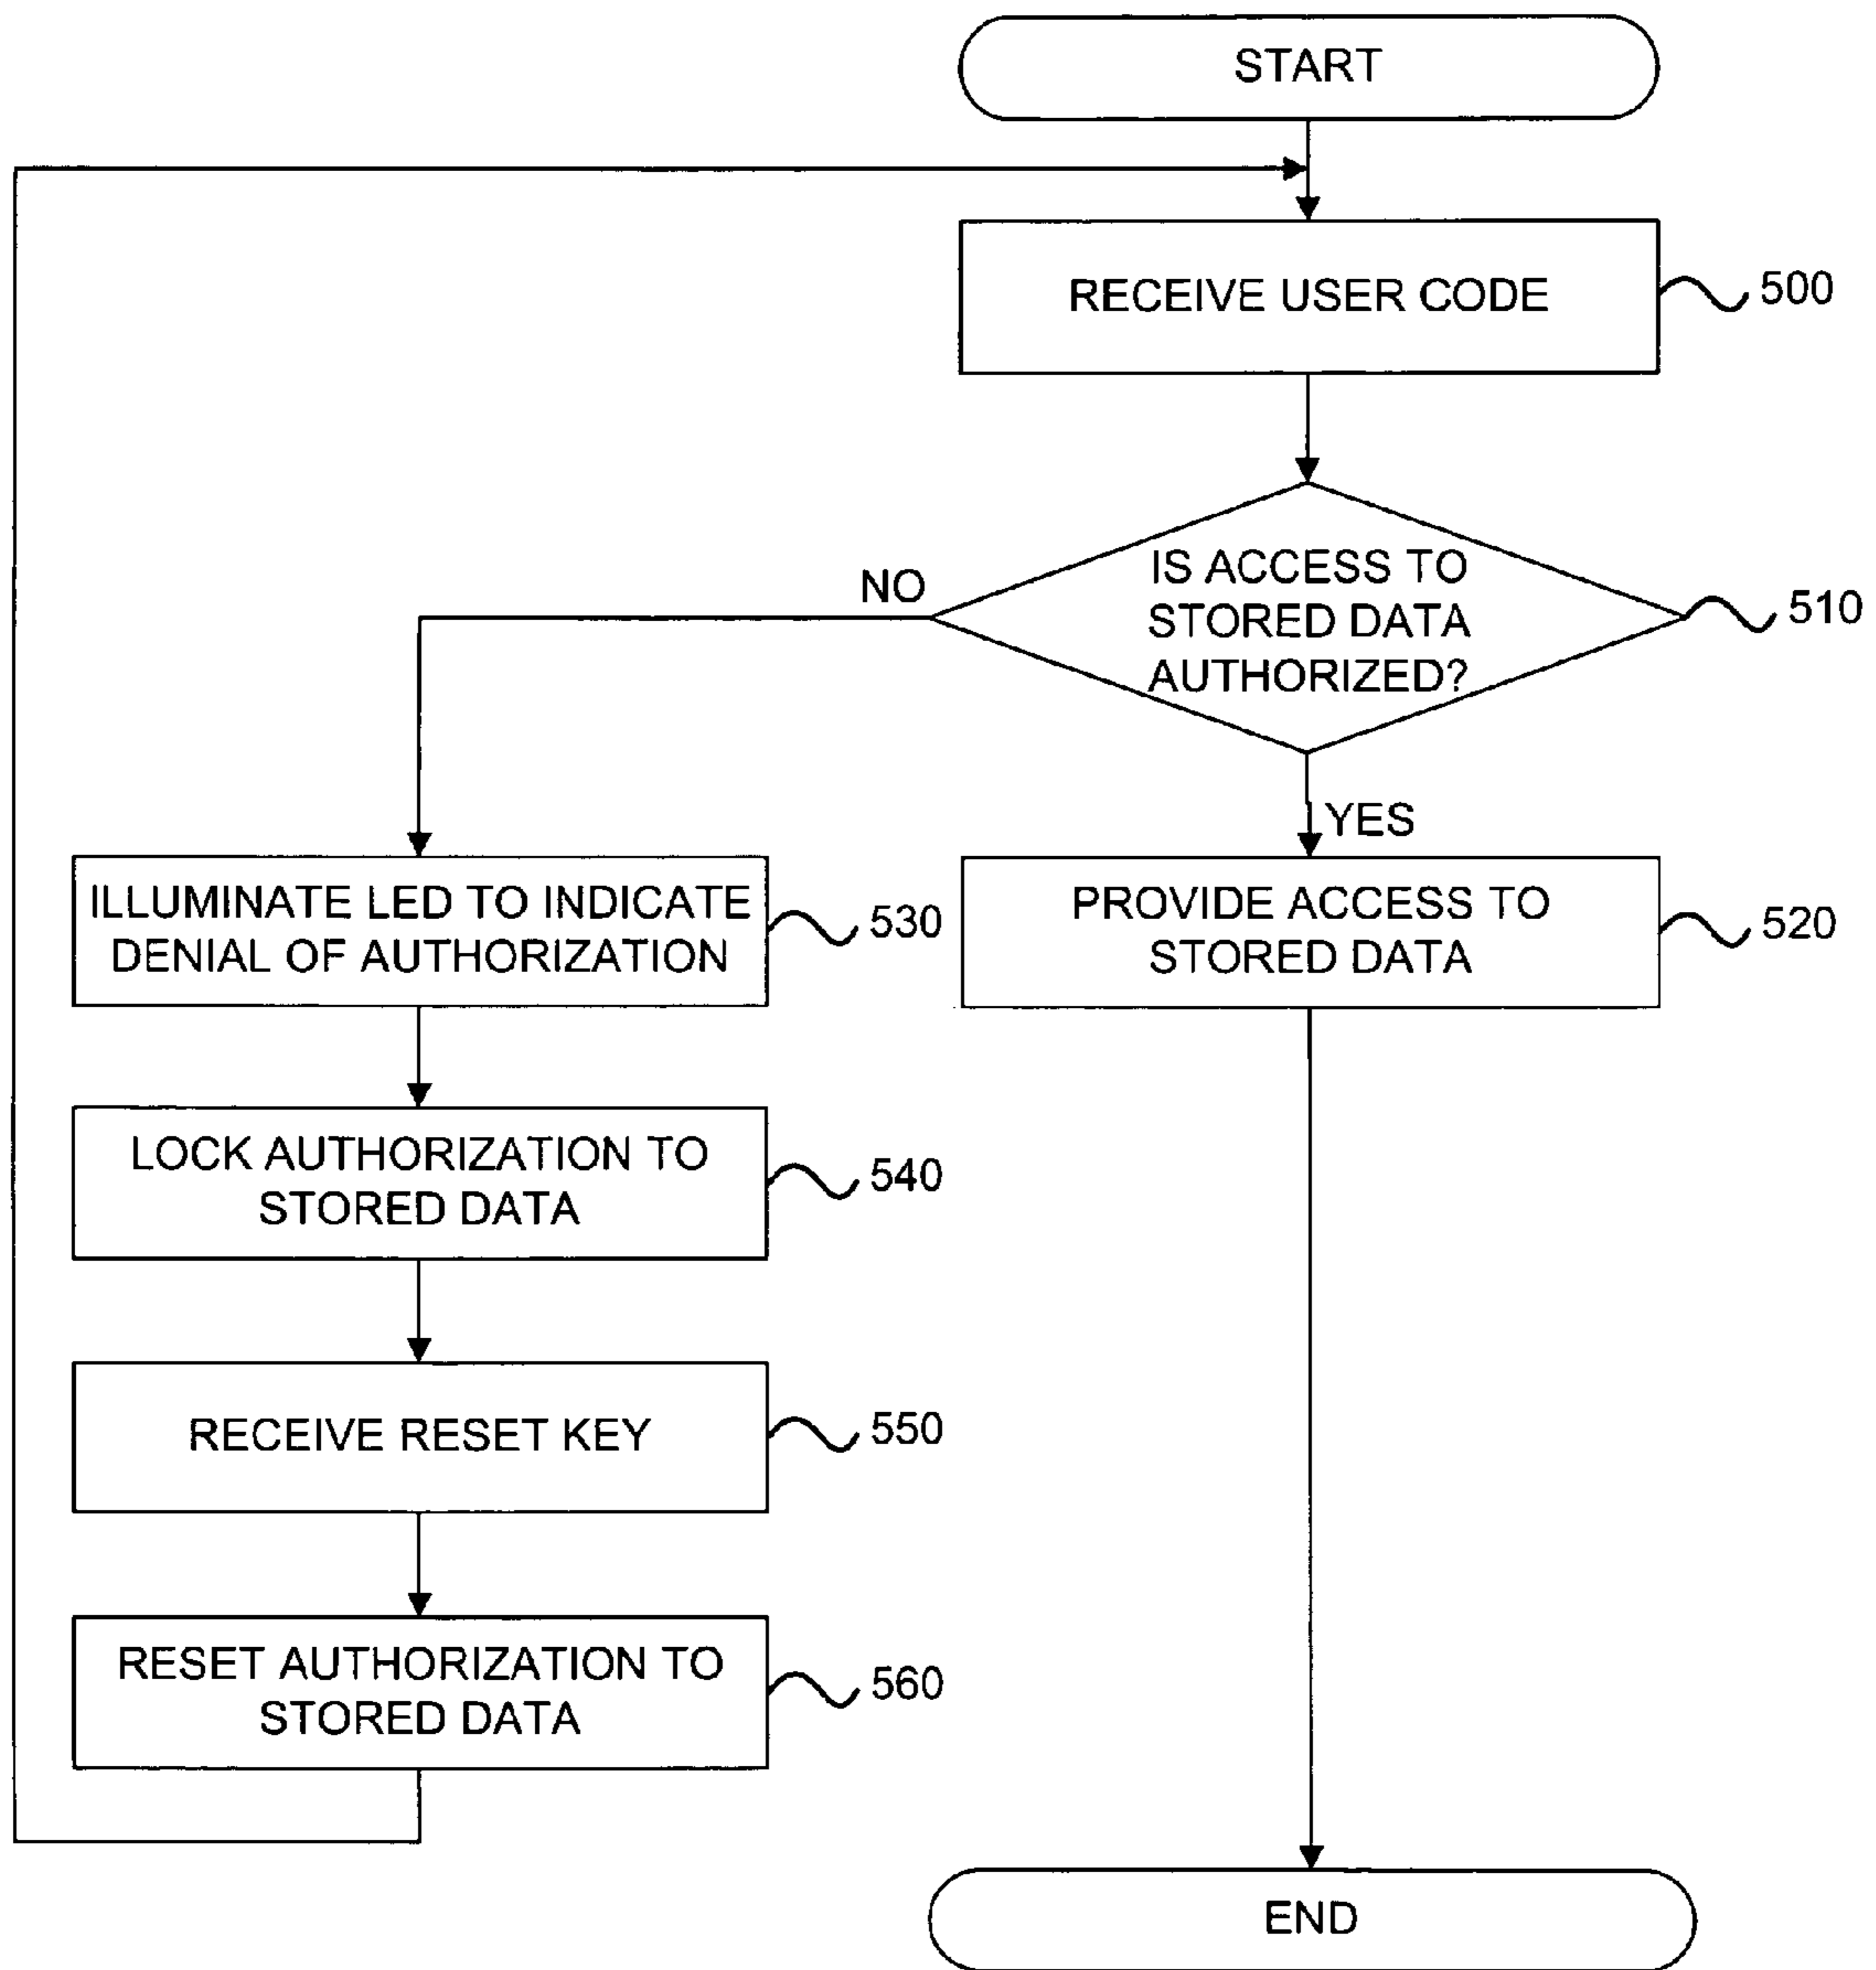 START
RECEIVE USER CODE
500
IS ACCESS TO
STORED DATA
AUTHORIZED?
510
NO
YES
ILLUMINATE LED TO INDICATE
DENIAL OF AUTHORIZATION
530
PROVIDE ACCESS TO
STORED DATA
520
LOCK AUTHORIZATION TO
STORED DATA
540
RECEIVE RESET KEY
550
RESET AUTHORIZATION TO
STORED DATA
560
END